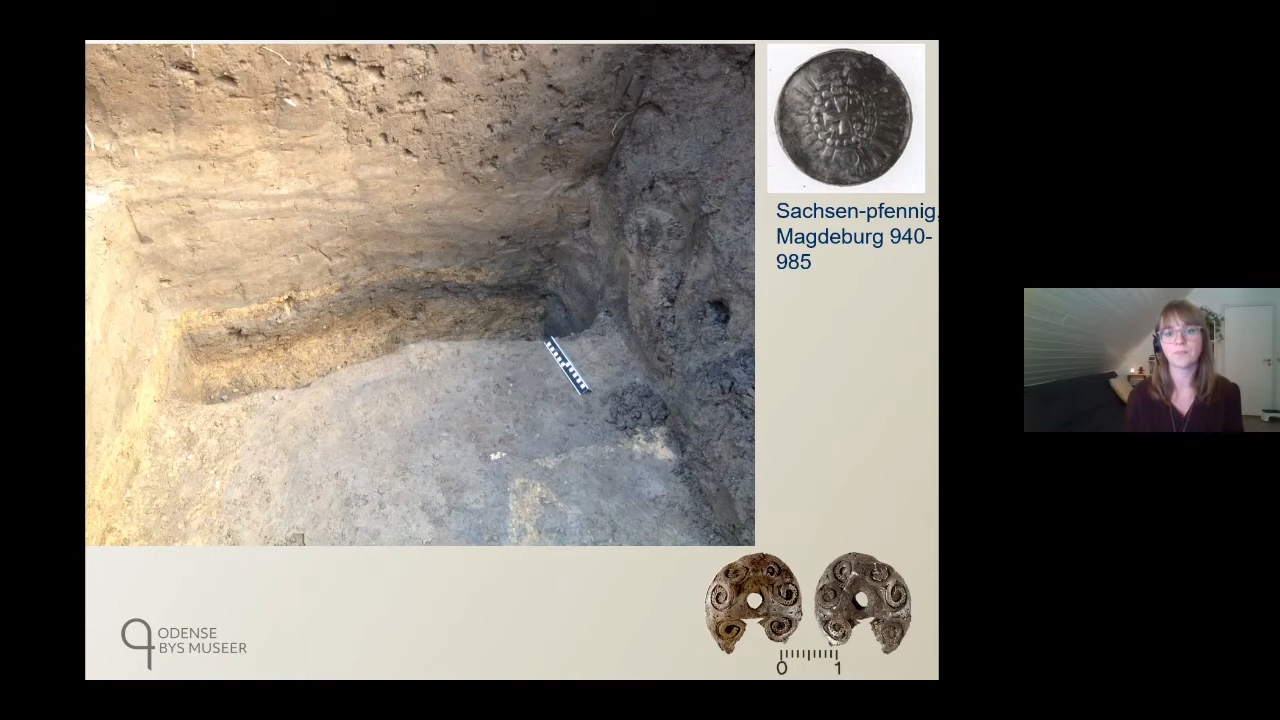 Sachsen-pfennig,
Magdeburg 940-
985
ODENSE
BYS MUSEER
0 1